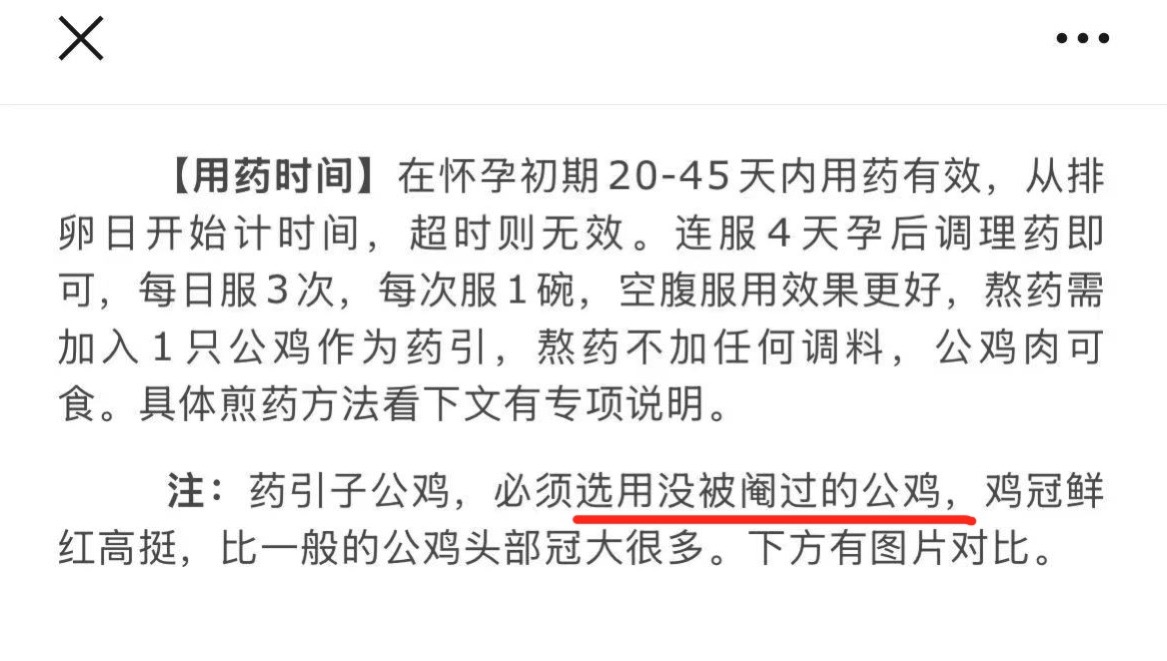 【用药时间】在怀孕初期20-45天内用药有效，从排
卵日开始计时间，超时则无效。连服4天孕后调理药即
可，每日服3次，每次服1碗，空腹服用效果更好，熬药需
加入1只公鸡作为药引，熬药不加任何调料，公鸡肉可
食。具体煎药方法看下文有专项说明。
注：药引子公鸡，必须选用没被阉过的公鸡，鸡冠鲜
红高挺，比一般的公鸡头部冠大很多。下方有图片对比。